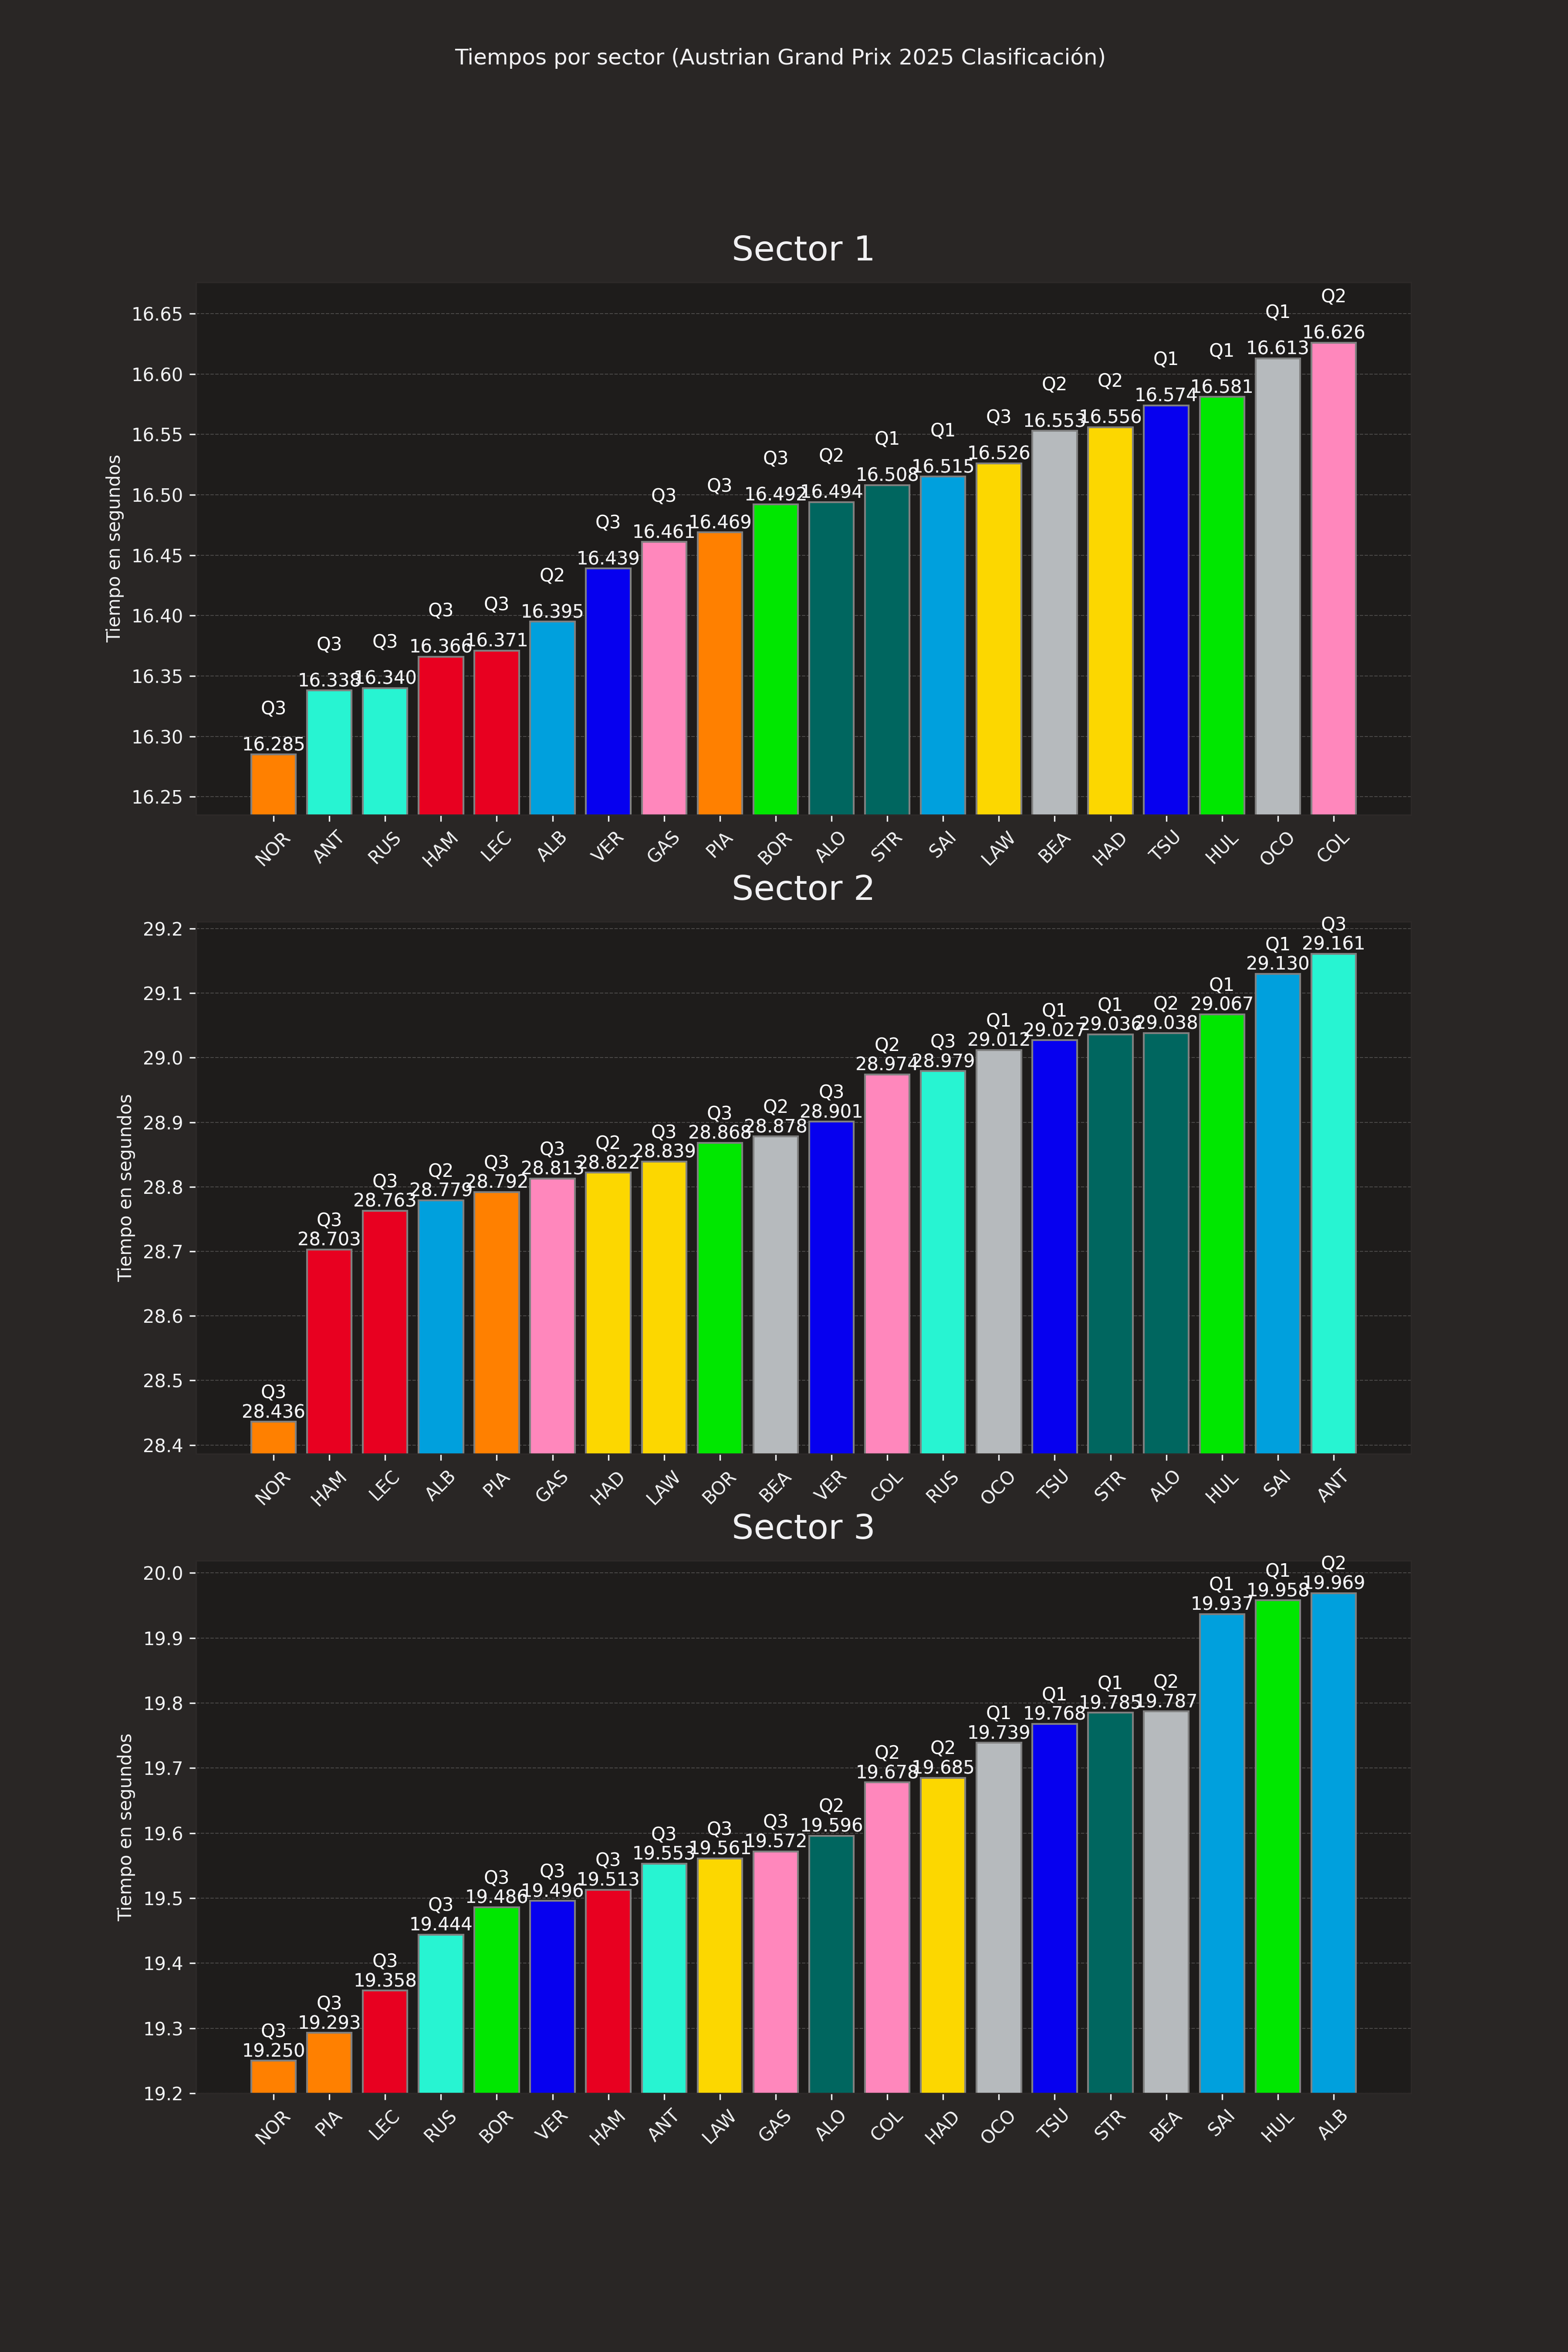 Tiempos por sector (Austrian Grand Prix 2025 Clasificación)
Sector 1
Tiempo en segundos
16.65
16.60
16.55
16.50
16.45
16.40
16.35
16.30
16.25
Q3 Q3 Q3 Q3 Q3 Q2 Q3 Q3 Q3 Q3 Q2 Q1 Q1 Q3 Q2 Q2 Q1 Q1 Q1 Q2
16.285 16.338 16.340 16.366 16.371 16.395 16.439 16.461 16.469 16.492 16.494 16.508 16.515 16.526 16.553 16.556 16.574 16.581 16.613 16.626
NOR ANT RUS HAM LEC ALB VER GAS PIA BOR ALO STR SAI LAW BEA HAD TSU HUL OCO COL
Sector 2
Tiempo en segundos
29.2
29.1
29.0
28.9
28.8
28.7
28.6
28.5
28.4
Q3 Q3 Q3 Q2 Q3 Q3 Q2 Q3 Q3 Q2 Q3 Q2 Q3 Q1 Q1 Q1 Q2 Q1 Q1 Q3
28.436 28.703 28.763 28.779 28.792 28.813 28.822 28.839 28.868 28.878 28.901 28.974 28.979 29.012 29.027 29.036 29.038 29.067 29.130 29.161
NOR HAM LEC ALB PIA GAS HAD LAW BOR BEA VER COL RUS OCO TSU STR ALO HUL SAI ANT
Sector 3
Tiempo en segundos
20.0
19.9
19.8
19.7
19.6
19.5
19.4
19.3
19.2
Q3 Q3 Q3 Q3 Q3 Q3 Q3 Q3 Q3 Q3 Q2 Q2 Q2 Q1 Q1 Q1 Q2 Q1 Q1 Q2
19.250 19.293 19.358 19.444 19.486 19.496 19.513 19.553 19.561 19.572 19.596 19.678 19.685 19.739 19.768 19.785 19.787 19.937 19.958 19.969
NOR PIA LEC RUS BOR VER HAM ANT LAW GAS ALO COL HAD OCO TSU STR BEA SAI HUL ALB